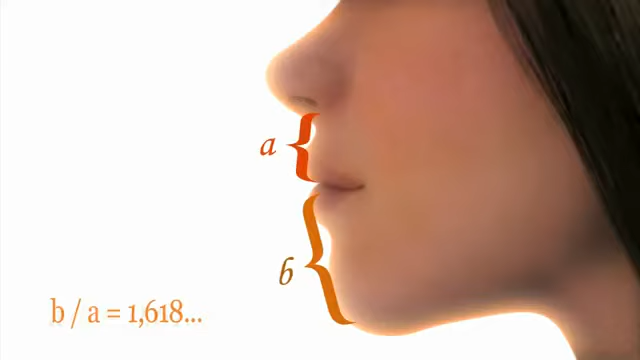 a
b
b / a = 1,618...